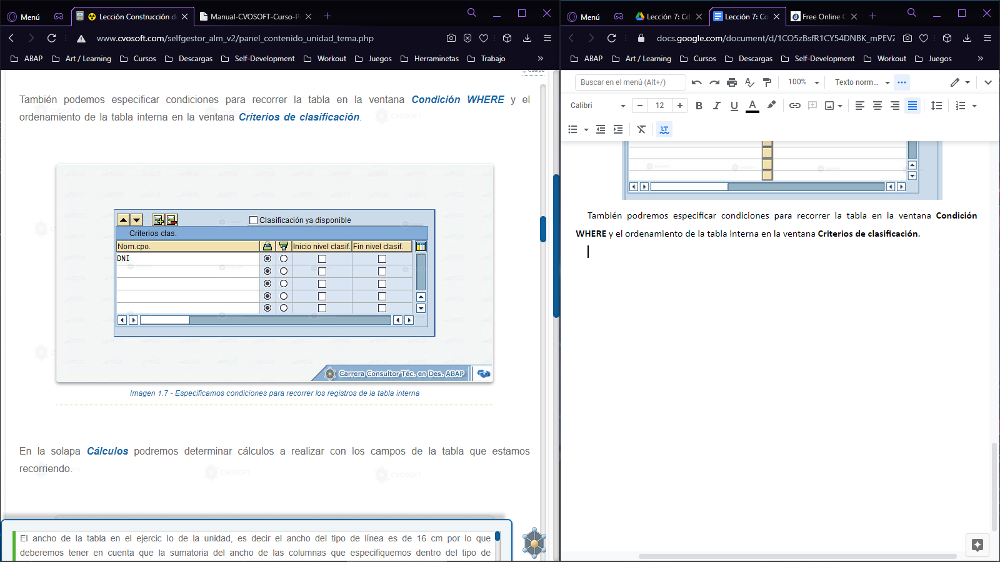 Menú
Lección Construcción d
Manual-CVOSOFT-Curso-P
www.cvosoft.com/selfgestor_alm_v2/panel_contenido_unidad_tema.php
ABAP
Art / Learning
Cursos
Descargas
Self-Development
Workout
Juegos
Herraminetas
Trabajo
»
También podemos especificar condiciones para recorrer la tabla en la ventana Condición WHERE y el
ordenamiento de la tabla interna en la ventana Criterios de clasificación.
Clasificación ya disponible
Criterios clas.
Nom.cpo.
Inicio nivel clasif.
Fin nivel clasif.
DNI
Carrera Consultor Téc. en Des. ABAP
Imagen 1.7 - Especificamos condiciones para recorrer los registros de la tabla interna
En la solapa Cálculos podremos determinar cálculos a realizar con los campos de la tabla que estamos
recorriendo.
CVOSOFT
CVOSOFT
El ancho de la tabla en el ejercic lo de la unidad, es decir el ancho del tipo de línea es de 16 cm por lo que
deberemos tener en cuenta que la sumatoria del ancho de las columnas que especifiquemos dentro del tipo de
Menú
Lección 7: Cd
Lección 7: Co
Free Online C
docs.google.com/document/d/1CO5zBsfR1CY54DNBK_mPEV2
ABAP
Art / Learning
Cursos
Descargas
Self-Development
Workout
Juegos
»
Buscar en el menú (Alt+/)
100%
Texto norm...
Calibri
12
B I U A
También podremos especificar condiciones para recorrer la tabla en la ventana Condición
WHERE y el ordenamiento de la tabla interna en la ventana Criterios de clasificación.